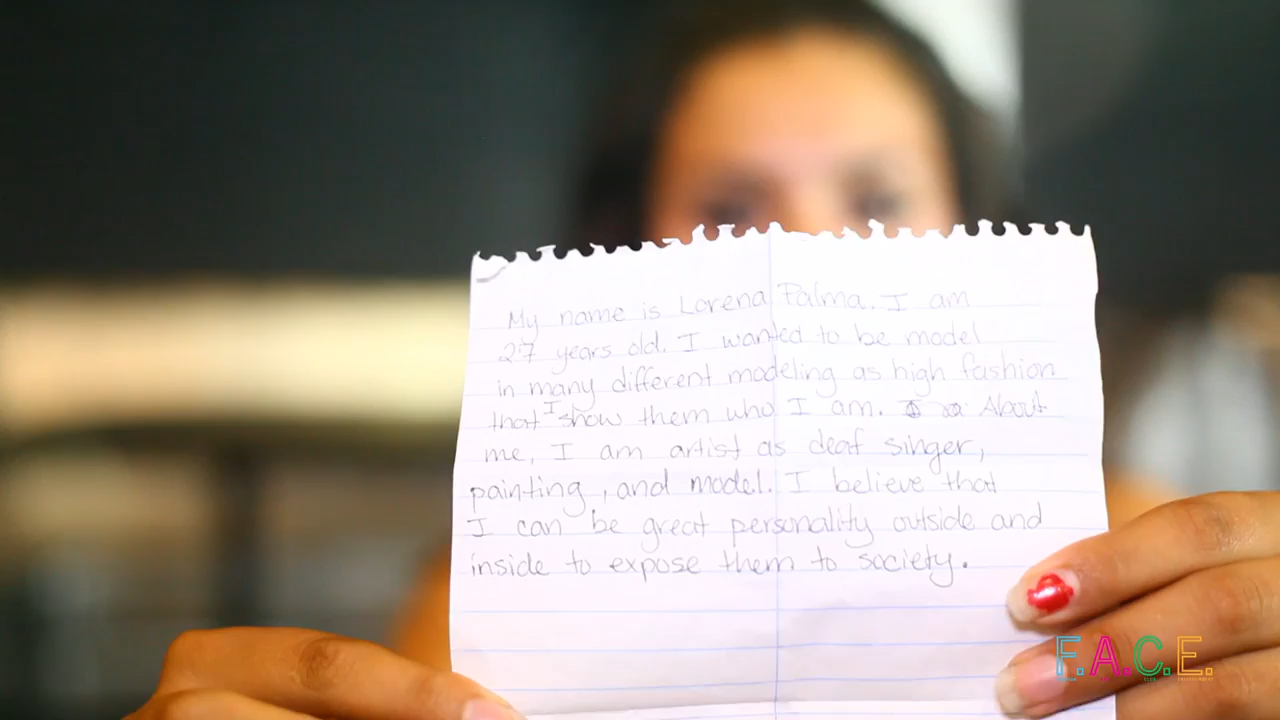 My name is Lorena Palma. I am
27 years old. I wanted to be model
in many different modeling as high fashion
that I show them who I am. About
me, I am artist as deaf singer,
painting, and model. I believe that
I can be great personality outside and
inside to expose them to society.
F.A.C.E.